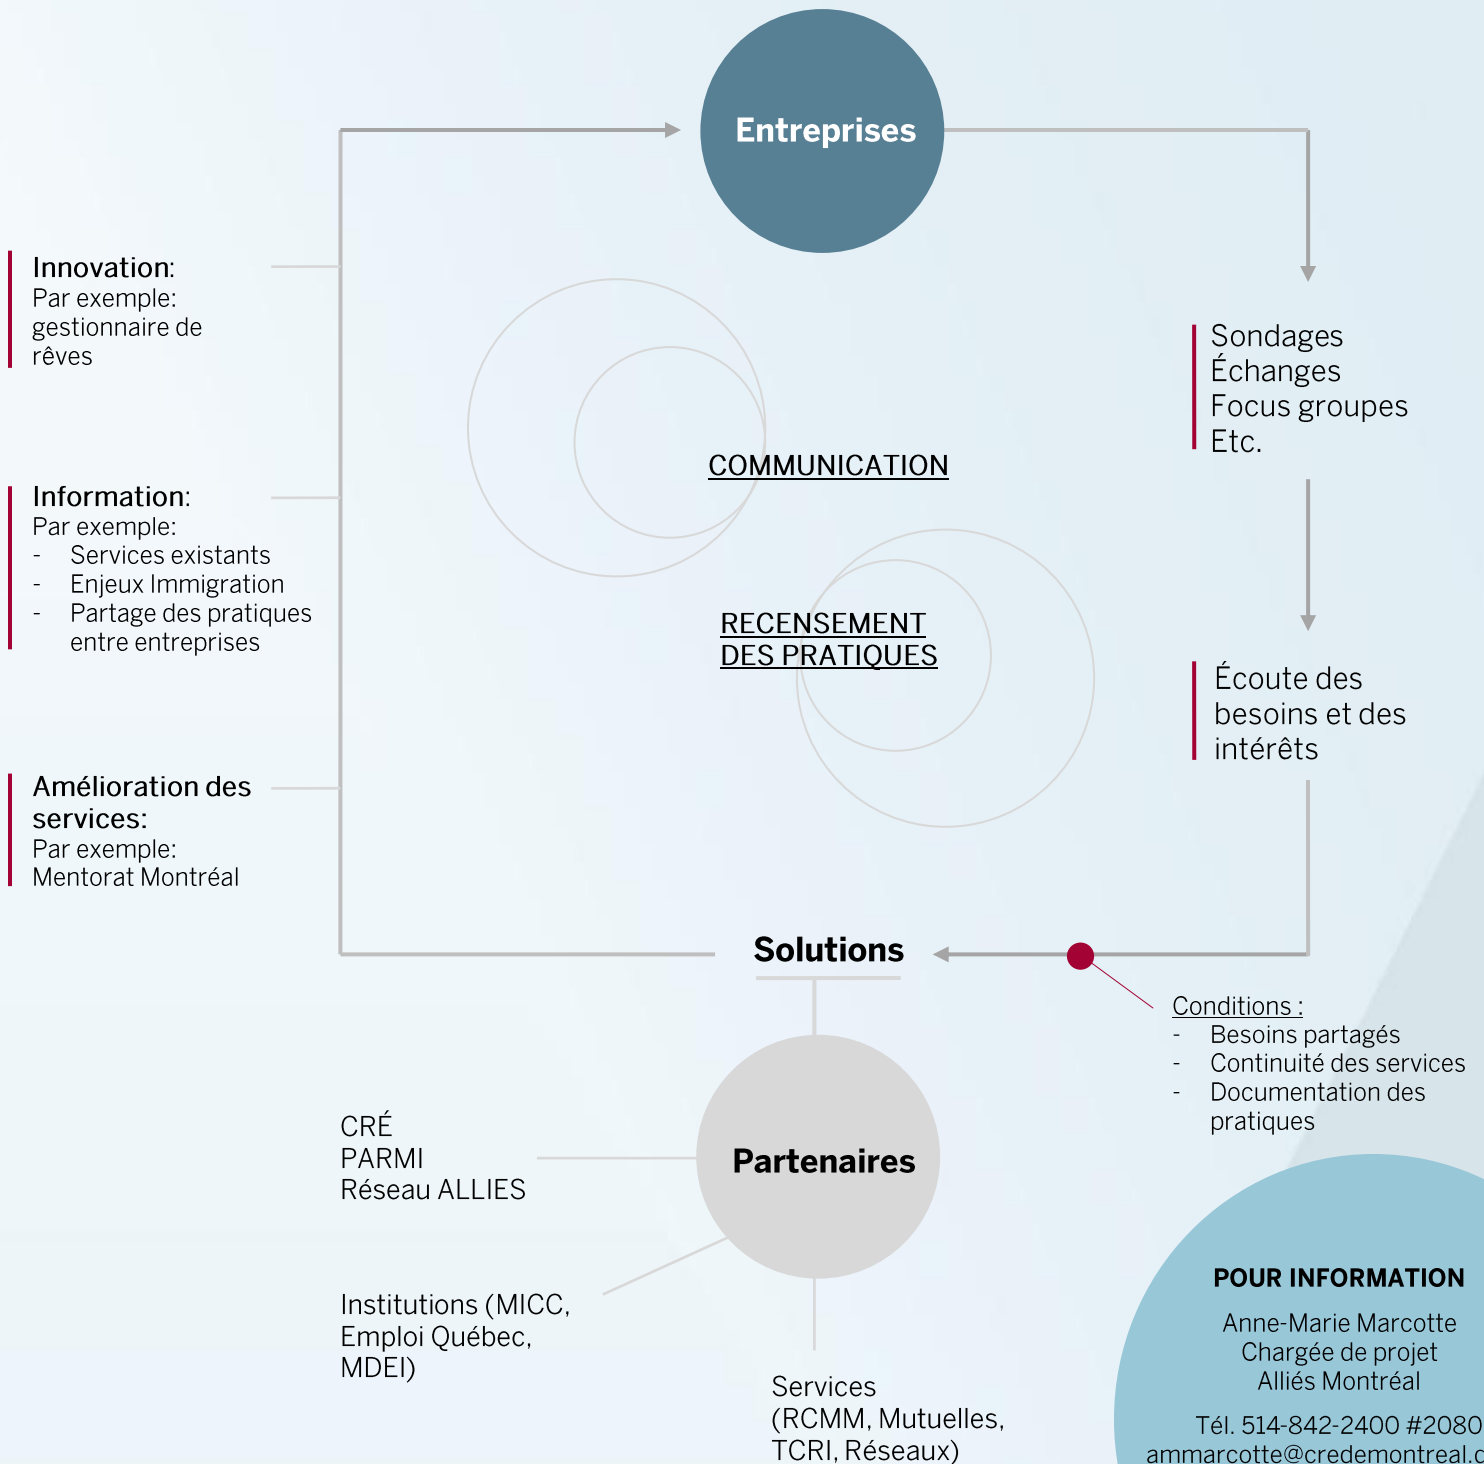 Entreprises
Innovation:
Par exemple:
gestionnaire de
rêves
Information:
Par exemple:
- Services existants
- Enjeux Immigration
- Partage des pratiques
entre entreprises
Amélioration des
services:
Par exemple:
Mentorat Montréal
COMMUNICATION
RECENSEMENT
DES PRATIQUES
Sondages
Échanges
Focus groupes
Etc.
Écoute des
besoins et des
intérêts
Solutions
Conditions :
- Besoins partagés
- Continuité des services
- Documentation des
pratiques
Partenaires
CRÉ
PARMI
Réseau ALLIES
Institutions (MICC,
Emploi Québec,
MDEI)
Services
(RCMM, Mutuelles,
TCRI, Réseaux)
POUR INFORMATION
Anne-Marie Marcotte
Chargée de projet
Alliés Montréal
Tél. 514-842-2400 #2080